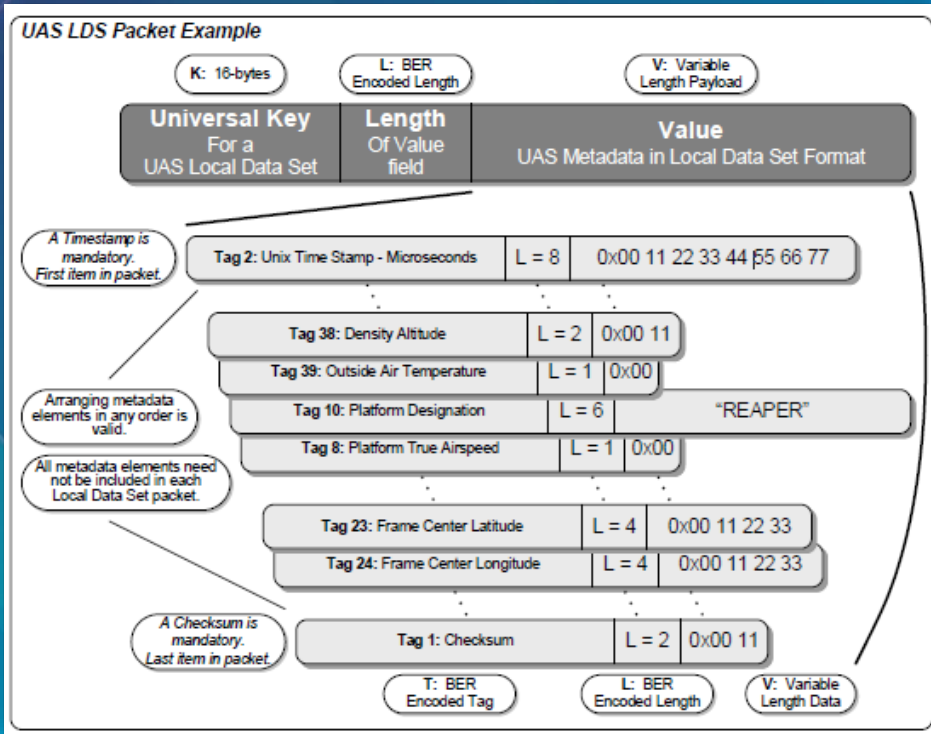 UAS LDS Packet Example
K: 16-bytes
L: BER
Encoded Length
V: Variable
Length Payload
Universal Key
For a
UAS Local Data Set
Length
Of Value
field
Value
UAS Metadata in Local Data Set Format
A Timestamp is
mandatory.
First item in packet.
Tag 2: Unix Time Stamp - Microseconds
L = 8
0x00 11 22 33 44 55 66 77
Tag 38: Density Altitude
L = 2
0x00 11
Tag 39: Outside Air Temperature
L = 1
0x00
Arranging metadata
elements in any order is
valid.
Tag 10: Platform Designation
L = 6
“REAPER”
Tag 8: Platform True Airspeed
L = 1
0x00
All metadata elements need
not be included in each
Local Data Set packet.
Tag 23: Frame Center Latitude
L = 4
0x00 11 22 33
Tag 24: Frame Center Longitude
L = 4
0x00 11 22 33
A Checksum is
mandatory.
Last item in packet.
Tag 1: Checksum
L = 2
0x00 11
T: BER
Encoded Tag
L: BER
Encoded Length
V: Variable
Length Data